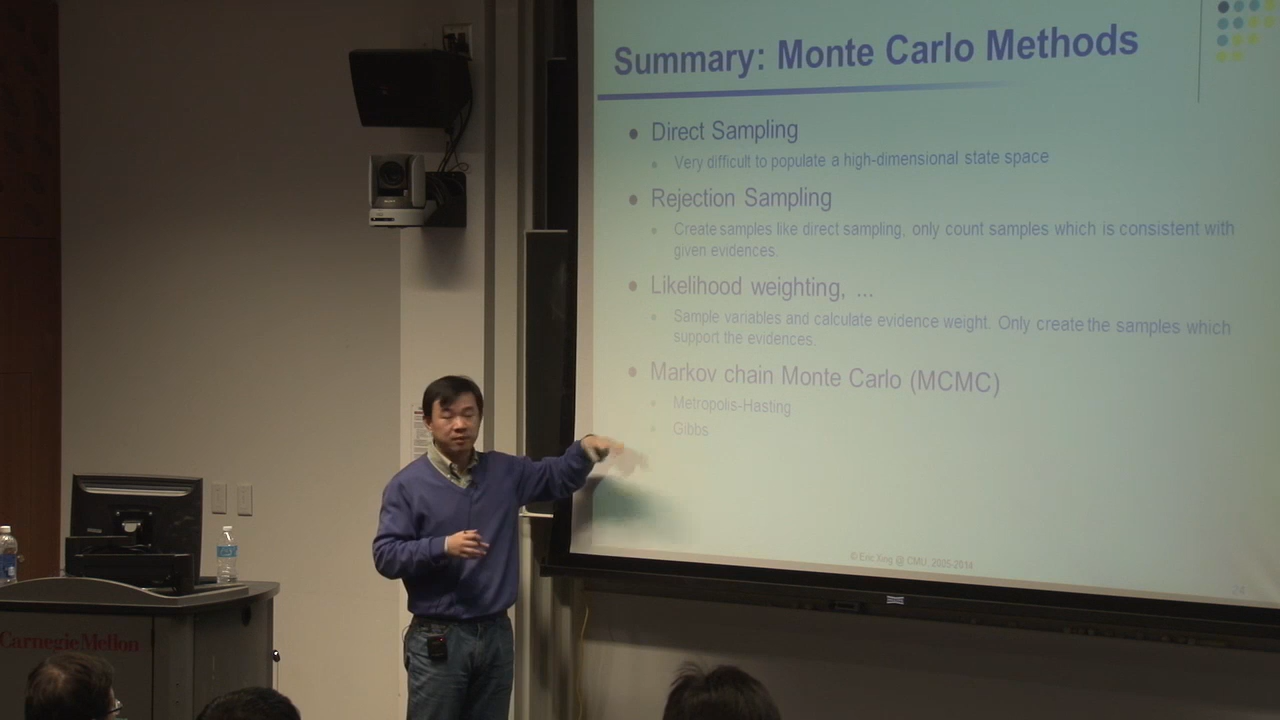 Summary: Monte Carlo Methods
Direct Sampling
Very difficult to populate a high-dimensional state space
Rejection Sampling
Create samples like direct sampling, only count samples which is consistent with
given evidences.
Likelihood weighting, ...
Sample variables and calculate evidence weight. Only create the samples which
support the evidences.
Markov chain Monte Carlo (MCMC)
Metropolis-Hasting
Gibbs
© Eric Xing @ CMU, 2005-2014
24
Carnegie Mellon